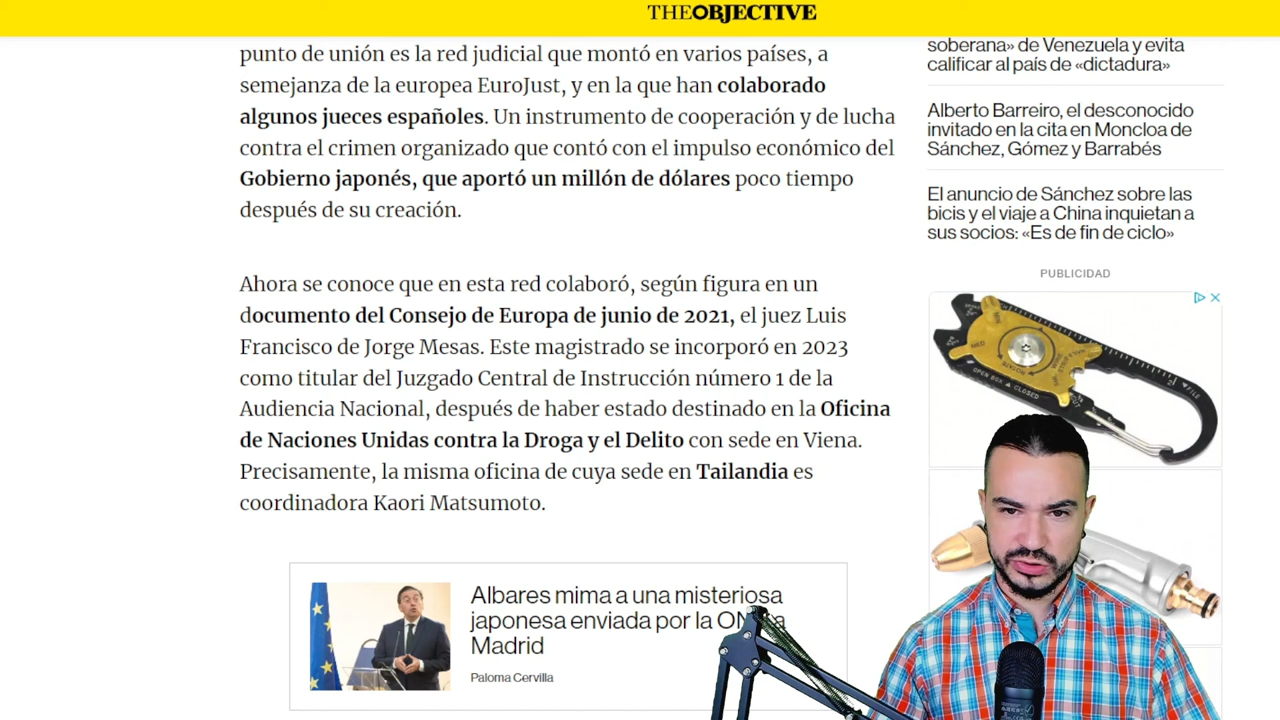 THEOBJECTIVE
punto de unión es la red judicial que montó en varios países, a
semejanza de la europea EuroJust, y en la que han colaborado
algunos jueces españoles. Un instrumento de cooperación y de lucha
contra el crimen organizado que contó con el impulso económico del
Gobierno japonés, que aportó un millón de dólares poco tiempo
después de su creación.
Ahora se conoce que en esta red colaboró, según figura en un
documento del Consejo de Europa de junio de 2021, el juez Luis
Francisco de Jorge Mesas. Este magistrado se incorporó en 2023
como titular del Juzgado Central de Instrucción número 1 de la
Audiencia Nacional, después de haber estado destinado en la Oficina
de Naciones Unidas contra la Droga y el Delito con sede en Viena.
Precisamente, la misma oficina de cuya sede en Tailandia es
coordinadora Kaori Matsumoto.
Albares mima a una misteriosa
japonesa enviada por la
Madrid
Paloma Cervilla
soberana» de Venezuela y evita
calificar al país de «dictadura»
Alberto Barreiro, el desconocido
invitado en la cita en Moncloa de
Sánchez, Gómez y Barrabés
El anuncio de Sánchez sobre las
bicis y el viaje a China inquietan a
sus socios: «Es de fin de ciclo»
PUBLICIDAD
OPEN BOX CLOSED